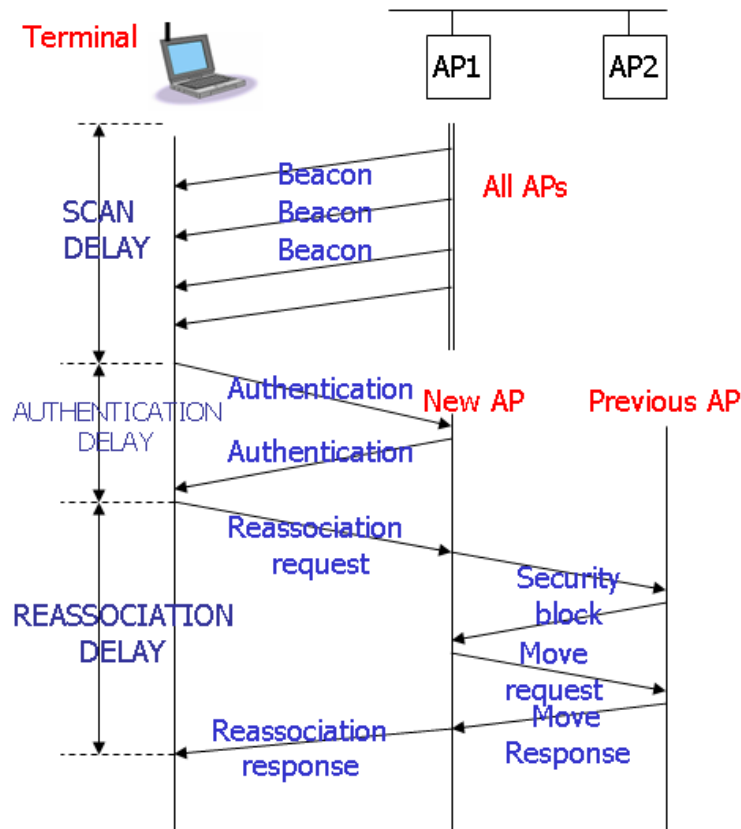 Terminal
AP1
AP2
Beacon
All APs
SCAN
DELAY
Beacon
Beacon
Authentication
AUTHENTICATION
DELAY
New AP
Previous AP
Authentication
Reassociation
request
Security
block
REASSOCIATION
DELAY
Move
request
Reassociation
response
Move
Response